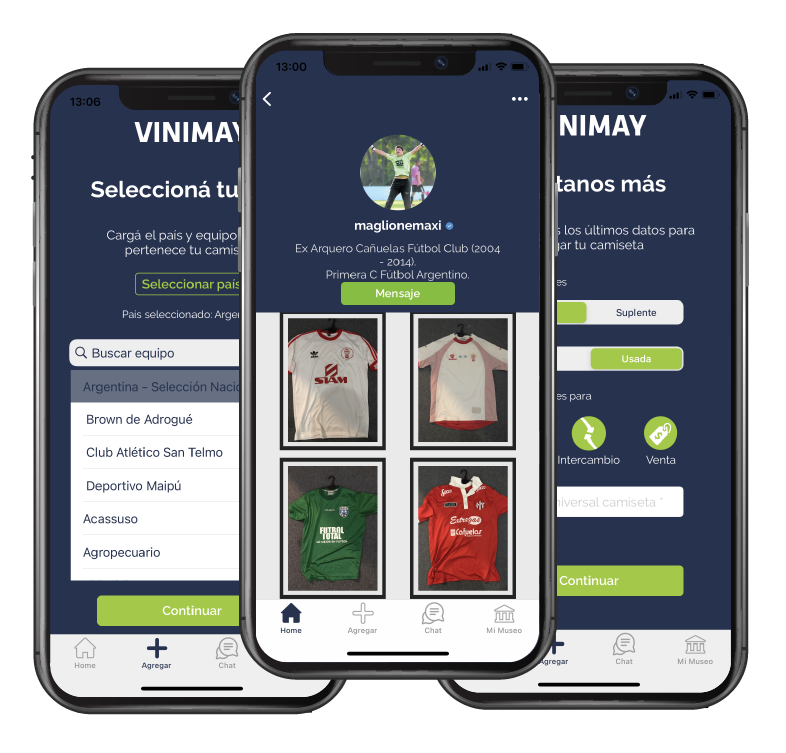 13:06
VINIMAY
Seleccioná tu
Cargá el país y equipo
pertenece tu camis
Seleccionar país
Pais seleccionado: Arge
Buscar equipo
Argentina – Selección Nacio
Brown de Adrogué
Club Atlético San Telmo
Deportivo Maipú
Acassuso
Agropecuario
Continuar
Home
Agregar
Chat
13:00
maglionemaxi
Ex Arquero Cañuelas Fútbol Club (2004
- 2014).
Primera C Fútbol Argentino.
Mensaje
adidas
SIAM
FUTBOL
TOTAL
Cañuelas
Home
Agregar
Chat
Mi Museo
NIMAY
tanos más
los últimos datos para
gar tu camiseta
es
Suplente
Usada
es para
Intercambio
Venta
iversal camiseta *
Continuar
Agregar
Chat
Mi Museo